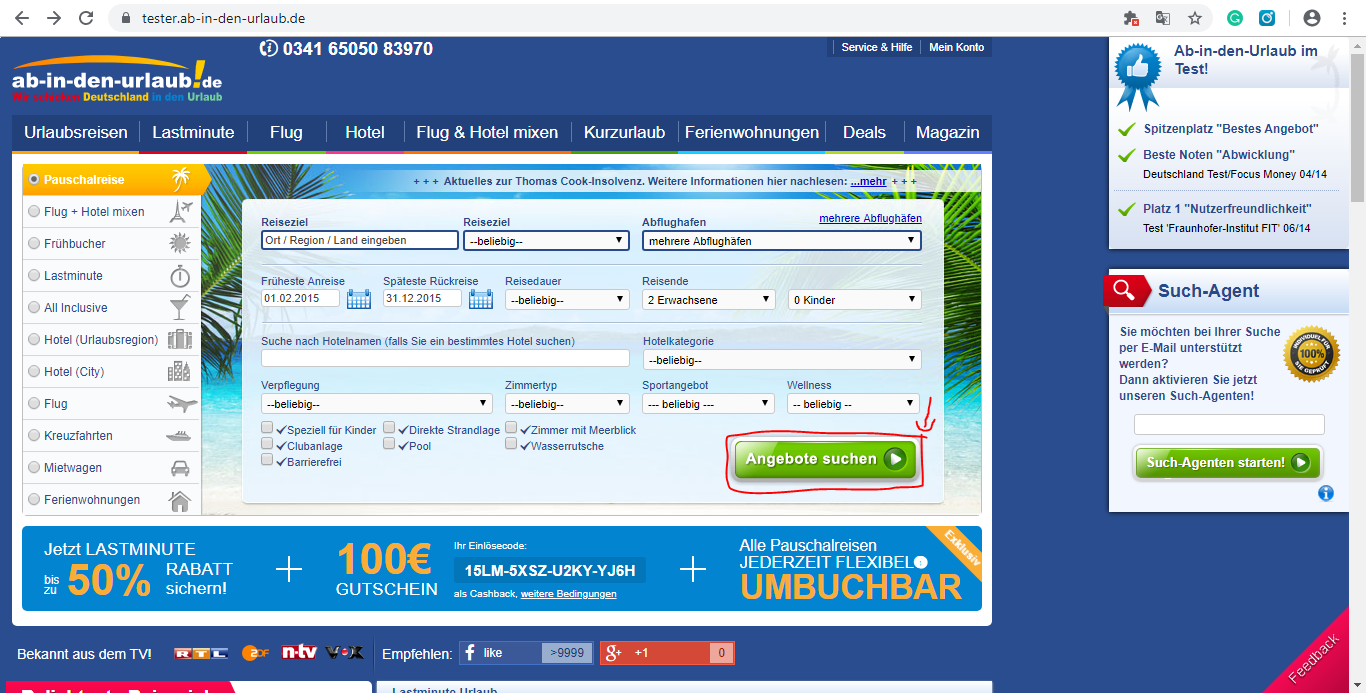 tester.ab-in-den-urlaub.de
0341 65050 83970
Service & Hilfe
Mein Konto
ab-in-den-urlaub!de
Wir schicken Deutschland in den Urlaub
Urlaubsreisen Lastminute Flug Hotel Flug & Hotel mixen Kurzurlaub Ferienwohnungen Deals Magazin
Pauschalreise
Flug + Hotel mixen
Frühbucher
Lastminute
All Inclusive
Hotel (Urlaubsregion)
Hotel (City)
Flug
Kreuzfahrten
Mietwagen
Ferienwohnungen
+ + + Aktuelles zur Thomas Cook-Insolvenz. Weitere Informationen hier nachlesen: ...mehr + + +
Reiseziel Reiseziel Abflughafen mehrere Abflughäfen
Ort / Region / Land eingeben --beliebig-- mehrere Abflughäfen
Früheste Anreise Späteste Rückreise Reisedauer Reisende
01.02.2015 31.12.2015 --beliebig-- 2 Erwachsene 0 Kinder
Suche nach Hotelnamen (falls Sie ein bestimmtes Hotel suchen) Hotelkategorie
--beliebig--
Verpflegung Zimmertyp Sportangebot Wellness
--beliebig-- --beliebig-- --- beliebig --- -- beliebig --
Speziell für Kinder Direkte Strandlage Zimmer mit Meerblick
Clubanlage Pool Wasserrutsche
Barrierefrei
Angebote suchen
Jetzt LASTMINUTE
bis zu 50% RABATT sichern!
+
100€
GUTSCHEIN
Ihr Einlösecode:
15LM-5XSZ-U2KY-YJ6H
als Cashback, weitere Bedingungen
+
Alle Pauschalreisen
JEDERZEIT FLEXIBEL
UMBUCHBAR
Exklusiv
Bekannt aus dem TV! RTL ZDF n-tv VOX Empfehlen: f like >9999 g+ +1 0
Lastminute Urlaub
Ab-in-den-Urlaub im
Test!
Spitzenplatz "Bestes Angebot"
Beste Noten "Abwicklung"
Deutschland Test/Focus Money 04/14
Platz 1 "Nutzerfreundlichkeit"
Test 'Fraunhofer-Institut FIT' 06/14
Such-Agent
Sie möchten bei Ihrer Suche
per E-Mail unterstützt
werden?
Dann aktivieren Sie jetzt
unseren Such-Agenten!
INDIVIDUELL FÜR
100%
SIE GEPRÜFT
Such-Agenten starten!
Feedback